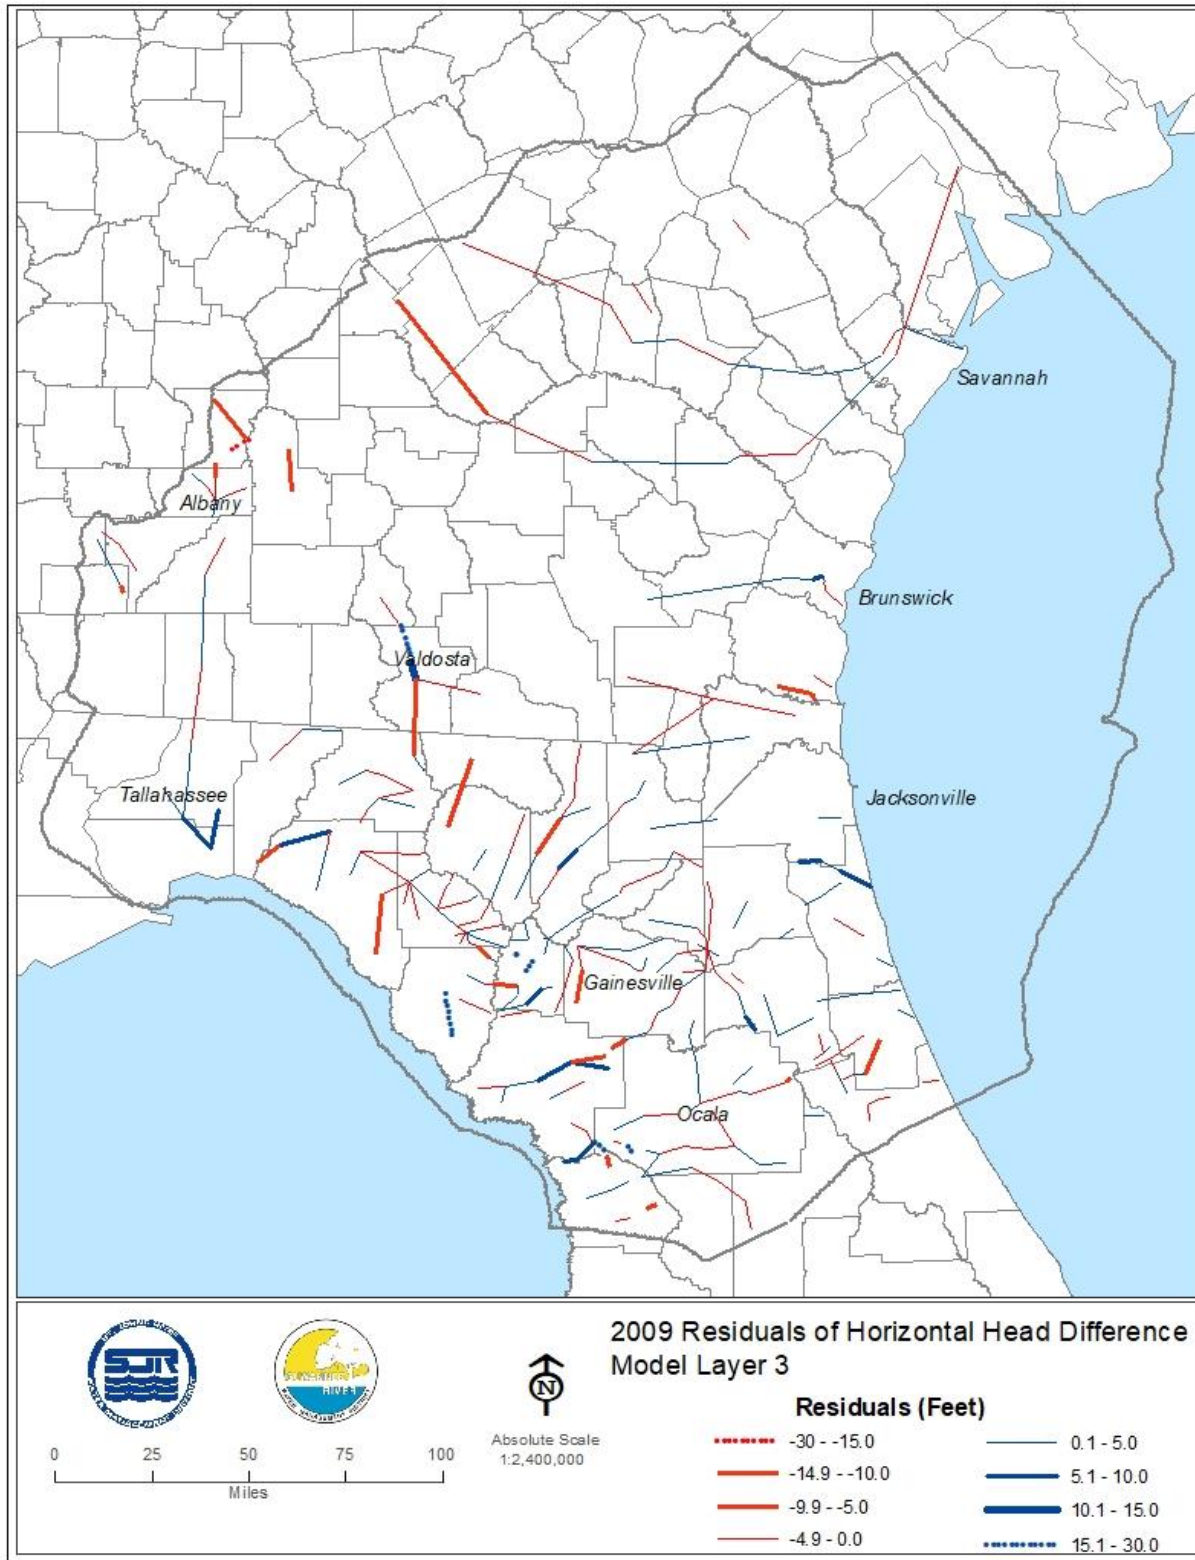 Savannah
Albany
Brunswick
Valdosta
Tallahassee
Jacksonville
Gainesville
Ocala
SJR
RIVER
2009 Residuals of Horizontal Head Difference
Model Layer 3
N
Absolute Scale
1:2,400,000
0 25 50 75 100
Miles
Residuals (Feet)
-30 - -15.0
-14.9 - -10.0
-9.9 - -5.0
-4.9 - 0.0
0.1 - 5.0
5.1 - 10.0
10.1 - 15.0
15.1 - 30.0